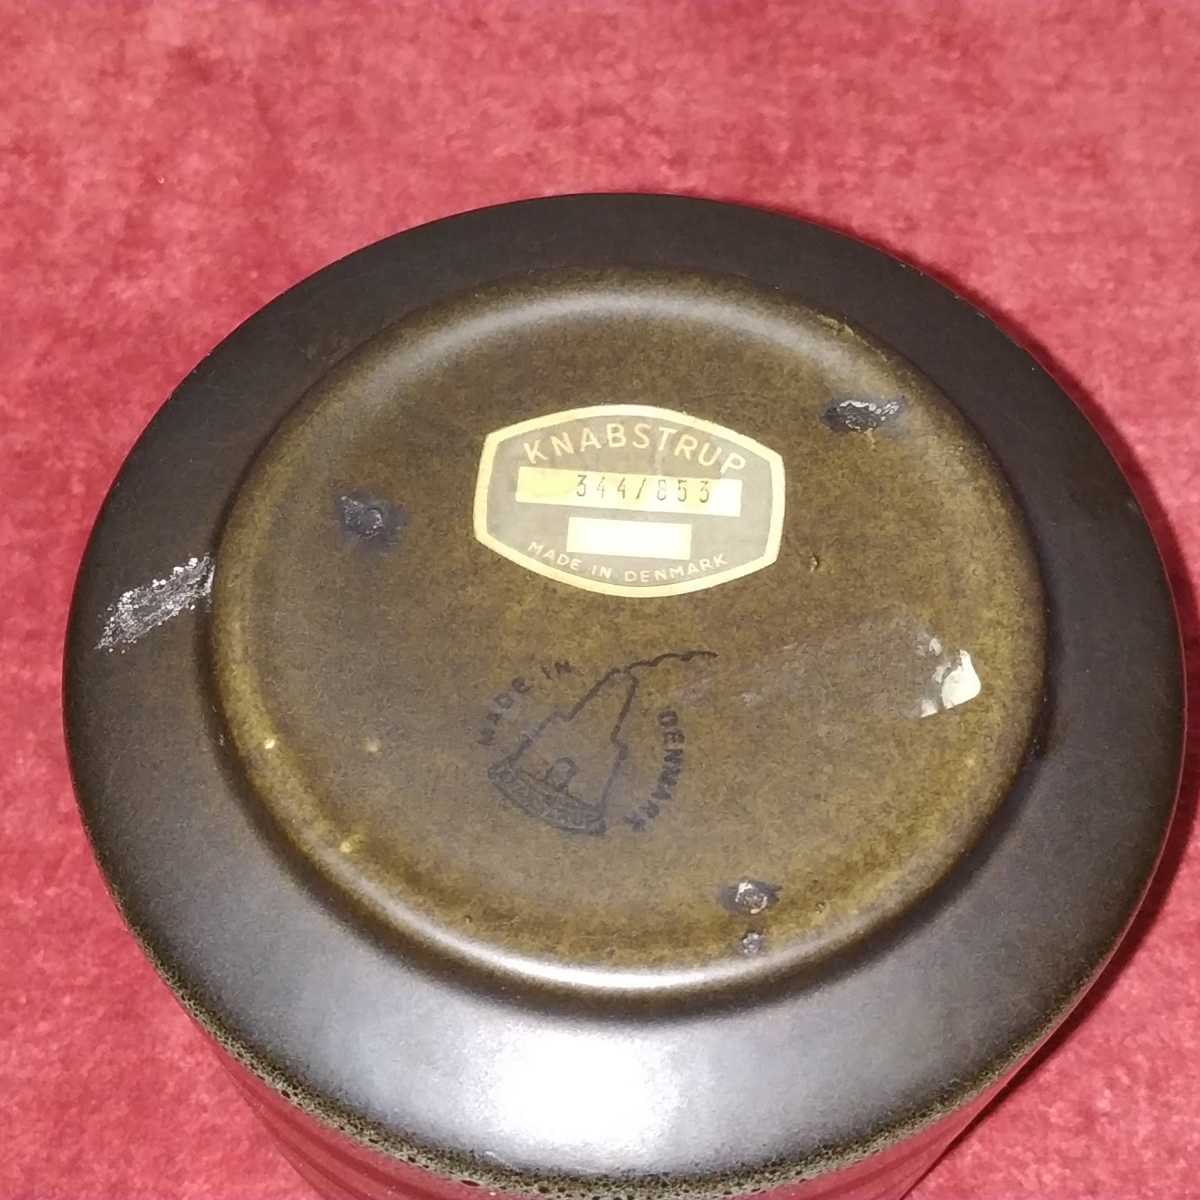 KNABSTRUP
344/853
MADE IN DENMARK
MADE IN DENMARK